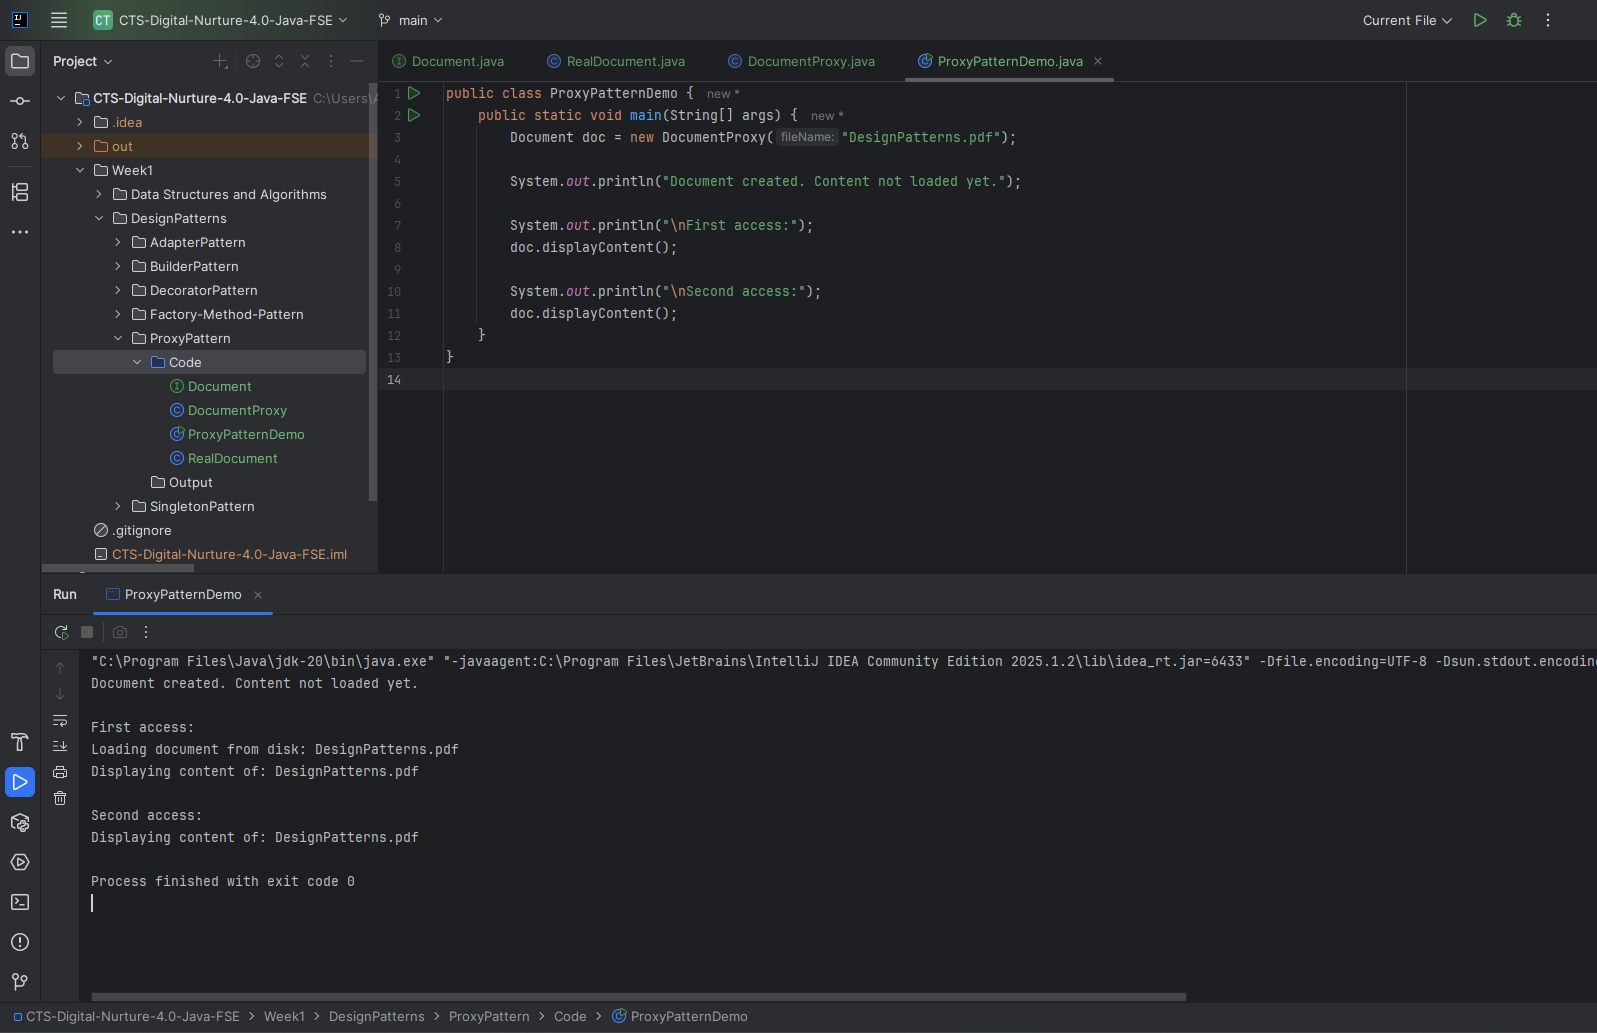 CT CTS-Digital-Nurture-4.0-Java-FSE main Current File
Project
CTS-Digital-Nurture-4.0-Java-FSE C:\Users\
.idea
out
Week1
Data Structures and Algorithms
DesignPatterns
AdapterPattern
BuilderPattern
DecoratorPattern
Factory-Method-Pattern
ProxyPattern
Code
Document
DocumentProxy
ProxyPatternDemo
RealDocument
Output
SingletonPattern
.gitignore
CTS-Digital-Nurture-4.0-Java-FSE.iml
Document.java RealDocument.java DocumentProxy.java ProxyPatternDemo.java
1 public class ProxyPatternDemo { new *
2 public static void main(String[] args) { new *
3 Document doc = new DocumentProxy( fileName: "DesignPatterns.pdf");
4
5 System.out.println("Document created. Content not loaded yet.");
6
7 System.out.println("\nFirst access:");
8 doc.displayContent();
9
10 System.out.println("\nSecond access:");
11 doc.displayContent();
12 }
13 }
14
Run ProxyPatternDemo
"C:\Program Files\Java\jdk-20\bin\java.exe" "-javaagent:C:\Program Files\JetBrains\IntelliJ IDEA Community Edition 2025.1.2\lib\idea_rt.jar=6433" -Dfile.encoding=UTF-8 -Dsun.stdout.encoding
Document created. Content not loaded yet.
First access:
Loading document from disk: DesignPatterns.pdf
Displaying content of: DesignPatterns.pdf
Second access:
Displaying content of: DesignPatterns.pdf
Process finished with exit code 0
CTS-Digital-Nurture-4.0-Java-FSE > Week1 > DesignPatterns > ProxyPattern > Code > ProxyPatternDemo